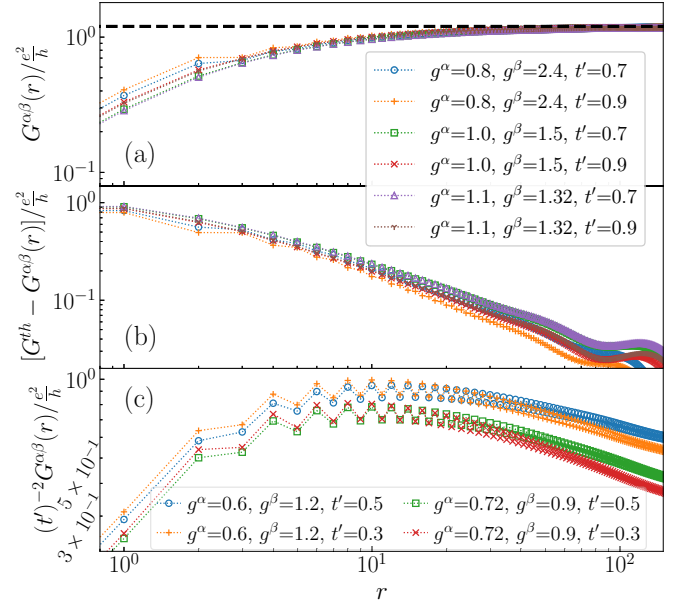 G^{αβ}(r)/\frac{e^2}{h}
10^0
10^{-1}
(a)
g^α=0.8, g^β=2.4, t′=0.7
g^α=0.8, g^β=2.4, t′=0.9
g^α=1.0, g^β=1.5, t′=0.7
g^α=1.0, g^β=1.5, t′=0.9
g^α=1.1, g^β=1.32, t′=0.7
g^α=1.1, g^β=1.32, t′=0.9
[G^{th} − G^{αβ}(r)]/\frac{e^2}{h}
10^0
10^{-1}
(b)
(t′)^{-2}G^{αβ}(r)/\frac{e^2}{h}
10^0
5 × 10^{-1}
3 × 10^{-1}
(c)
g^α=0.6, g^β=1.2, t′=0.5
g^α=0.6, g^β=1.2, t′=0.3
g^α=0.72, g^β=0.9, t′=0.5
g^α=0.72, g^β=0.9, t′=0.3
10^0 10^1 10^2
r